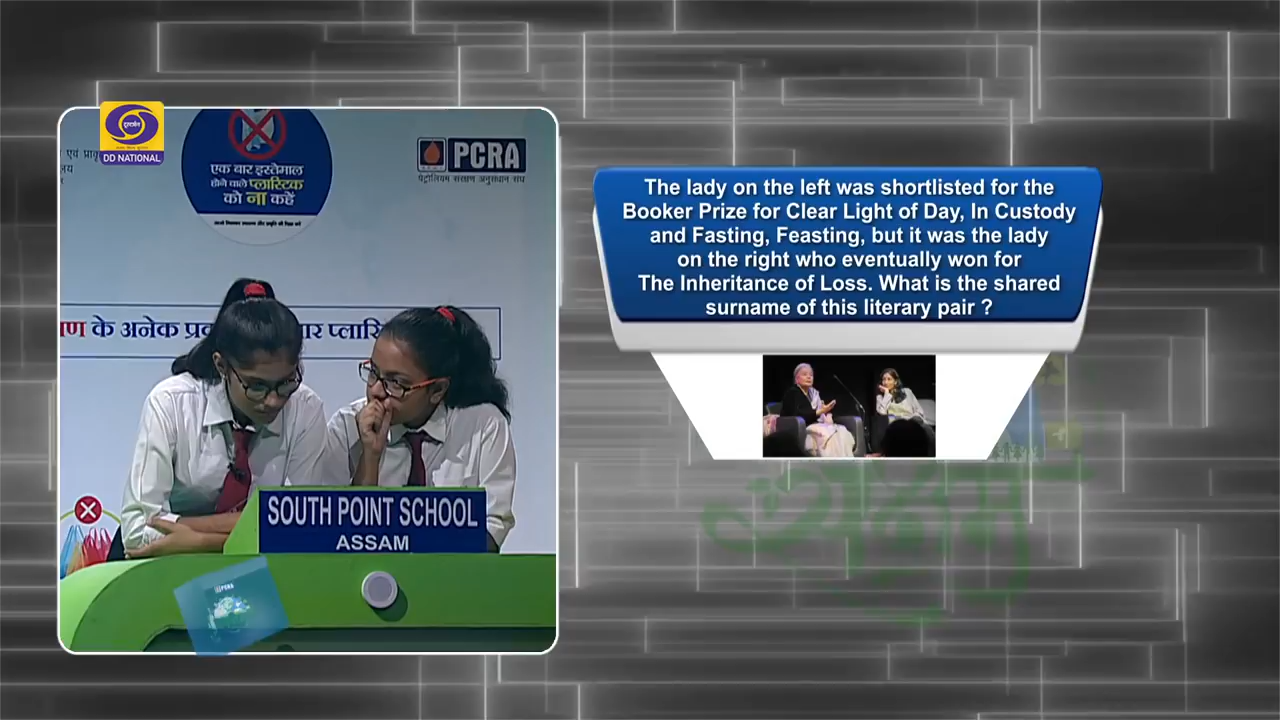 दूरदर्शन
DD NATIONAL
एक बार इस्तेमाल
होने वाले प्लास्टिक
को ना कहें
PCRA
पेट्रोलियम संरक्षण अनुसंधान संघ
के अनेक
SOUTH POINT SCHOOL
ASSAM
The lady on the left was shortlisted for the
Booker Prize for Clear Light of Day, In Custody
and Fasting, Feasting, but it was the lady
on the right who eventually won for
The Inheritance of Loss. What is the shared
surname of this literary pair ?